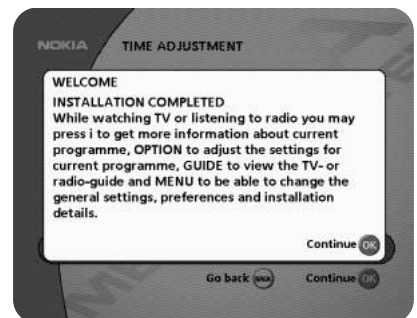 NOKIA
TIME ADJUSTMENT
WELCOME
INSTALLATION COMPLETED
While watching TV or listening to radio you may
press i to get more information about current
programme, OPTION to adjust the settings for
current programme, GUIDE to view the TV- or
radio-guide and MENU to be able to change the
general settings, preferences and installation
details.
Continue OK
Go back BACK Continue OK